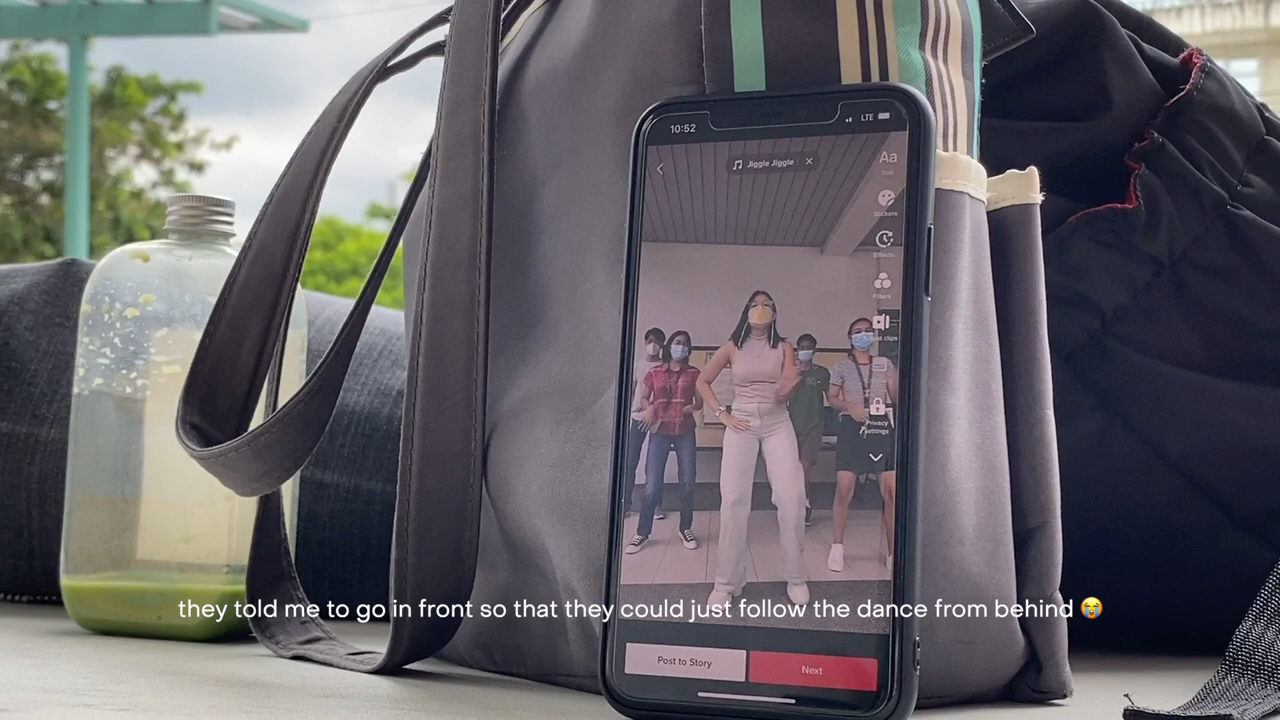 10:52
LTE
Jiggle Jiggle
Aa
Text
Stickers
Effects
Filters
clips
Privacy
settings
they told me to go in front so that they could just follow the dance from behind 😭
Post to Story
Next